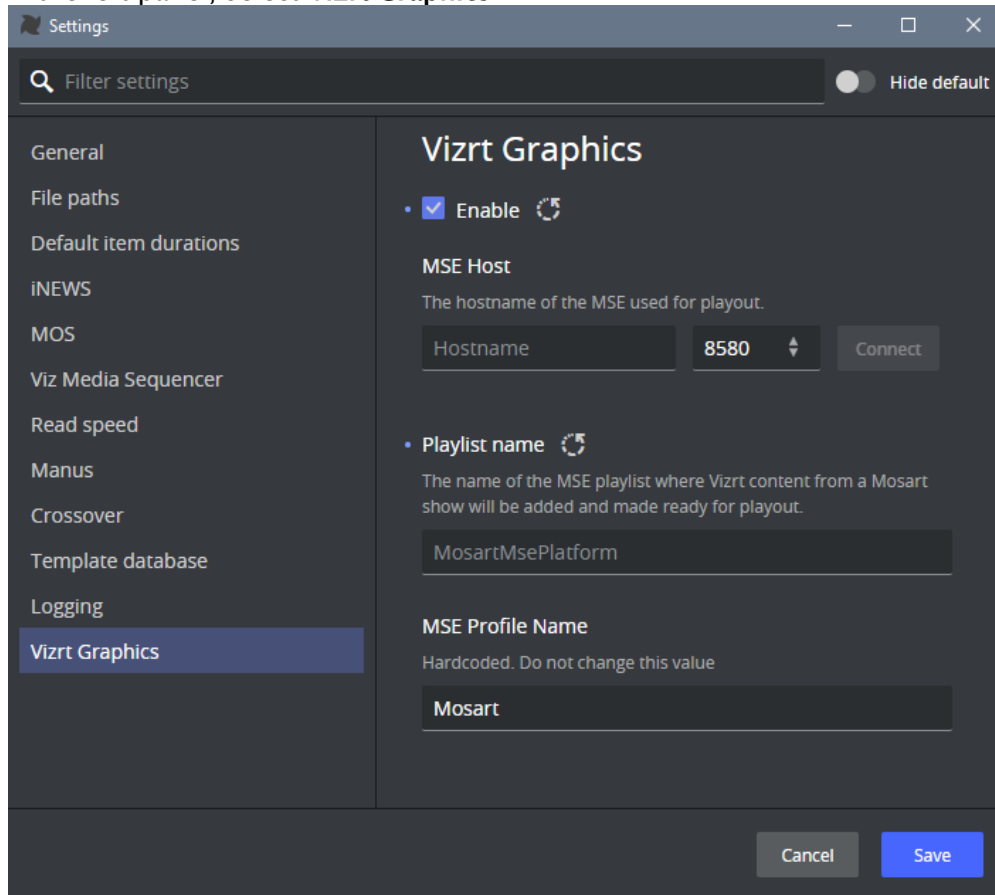 Settings
Filter settings
Hide default
General
File paths
Default item durations
iNEWS
MOS
Viz Media Sequencer
Read speed
Manus
Crossover
Template database
Logging
Vizrt Graphics
Vizrt Graphics
Enable
MSE Host
The hostname of the MSE used for playout.
Hostname 8580 Connect
Playlist name
The name of the MSE playlist where Vizrt content from a Mosart
show will be added and made ready for playout.
MosartMsePlatform
MSE Profile Name
Hardcoded. Do not change this value
Mosart
Cancel Save